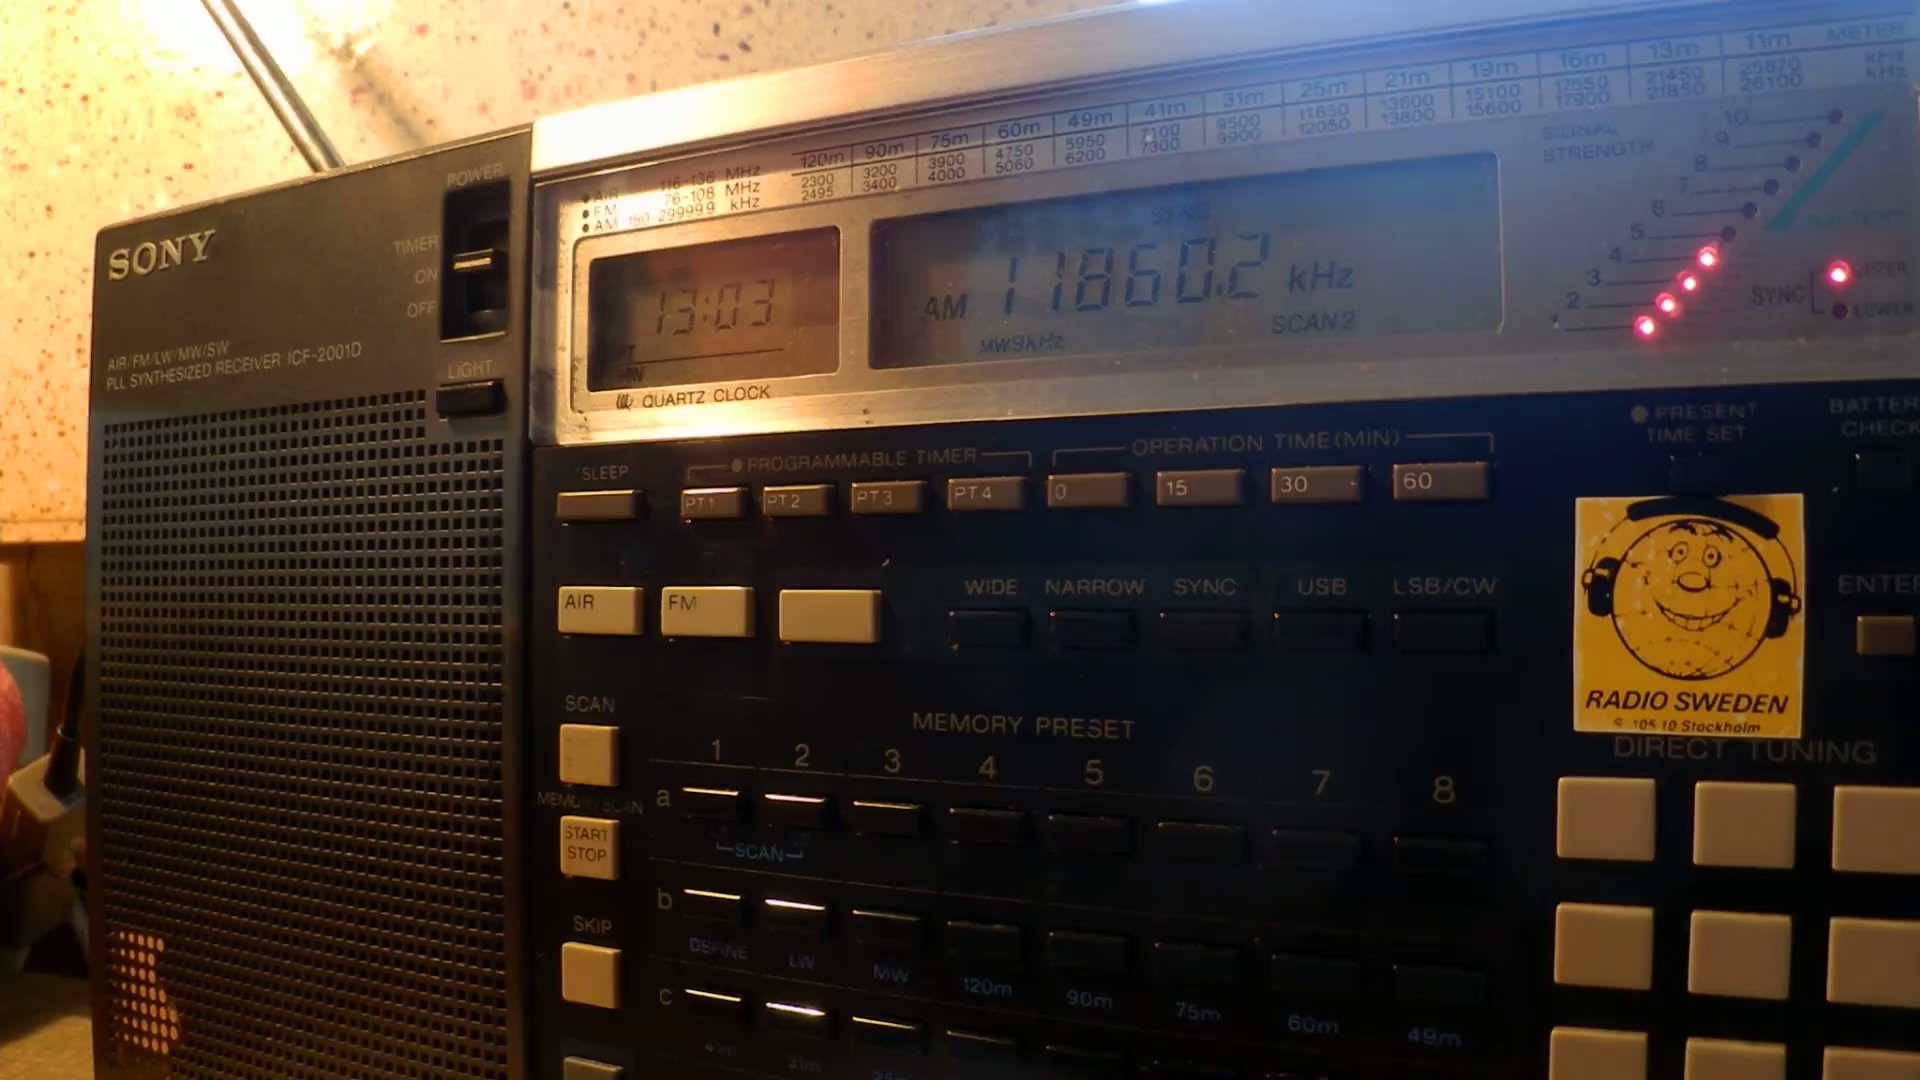 SONY
POWER
TIMER
ON
OFF
AIR/FM/LW/MW/SW
PLL SYNTHESIZED RECEIVER ICF-2001D
LIGHT
AIR 116-136 MHz
FM 76-108 MHz
AM 150-29999.9 kHz
120m 90m 75m 60m 49m 41m 31m 25m 21m 19m 16m 13m 11m METER
2300 3200 3900 4750 5950 7100 9500 11650 13600 15100 17550 21450 25670 kHz
2495 3400 4000 5060 6200 7300 9900 12050 13800 15600 17900 21850 26100 kHz
13:03
QUARTZ CLOCK
SYNC
AM 11860.2 kHz
MW9kHz
SCAN2
SIGNAL
STRENGTH
10
9
8
7
6
5
4
3
2
1
BATTERY
SYNC
UPPER
LOWER
SLEEP
PROGRAMMABLE TIMER
PT1 PT2 PT3 PT4
OPERATION TIME(MIN)
0 15 30 60
PRESENT
TIME SET
CHECK
AIR FM
WIDE NARROW SYNC USB LSB/CW
RADIO SWEDEN
S-105 10 Stockholm
DIRECT TUNING
SCAN
MEMORY SCAN
START
STOP
SKIP
MEMORY PRESET
1 2 3 4 5 6 7 8
a
SCAN
b
DEFINE LW MW 120m 90m 75m 60m 49m
c
41m 31m